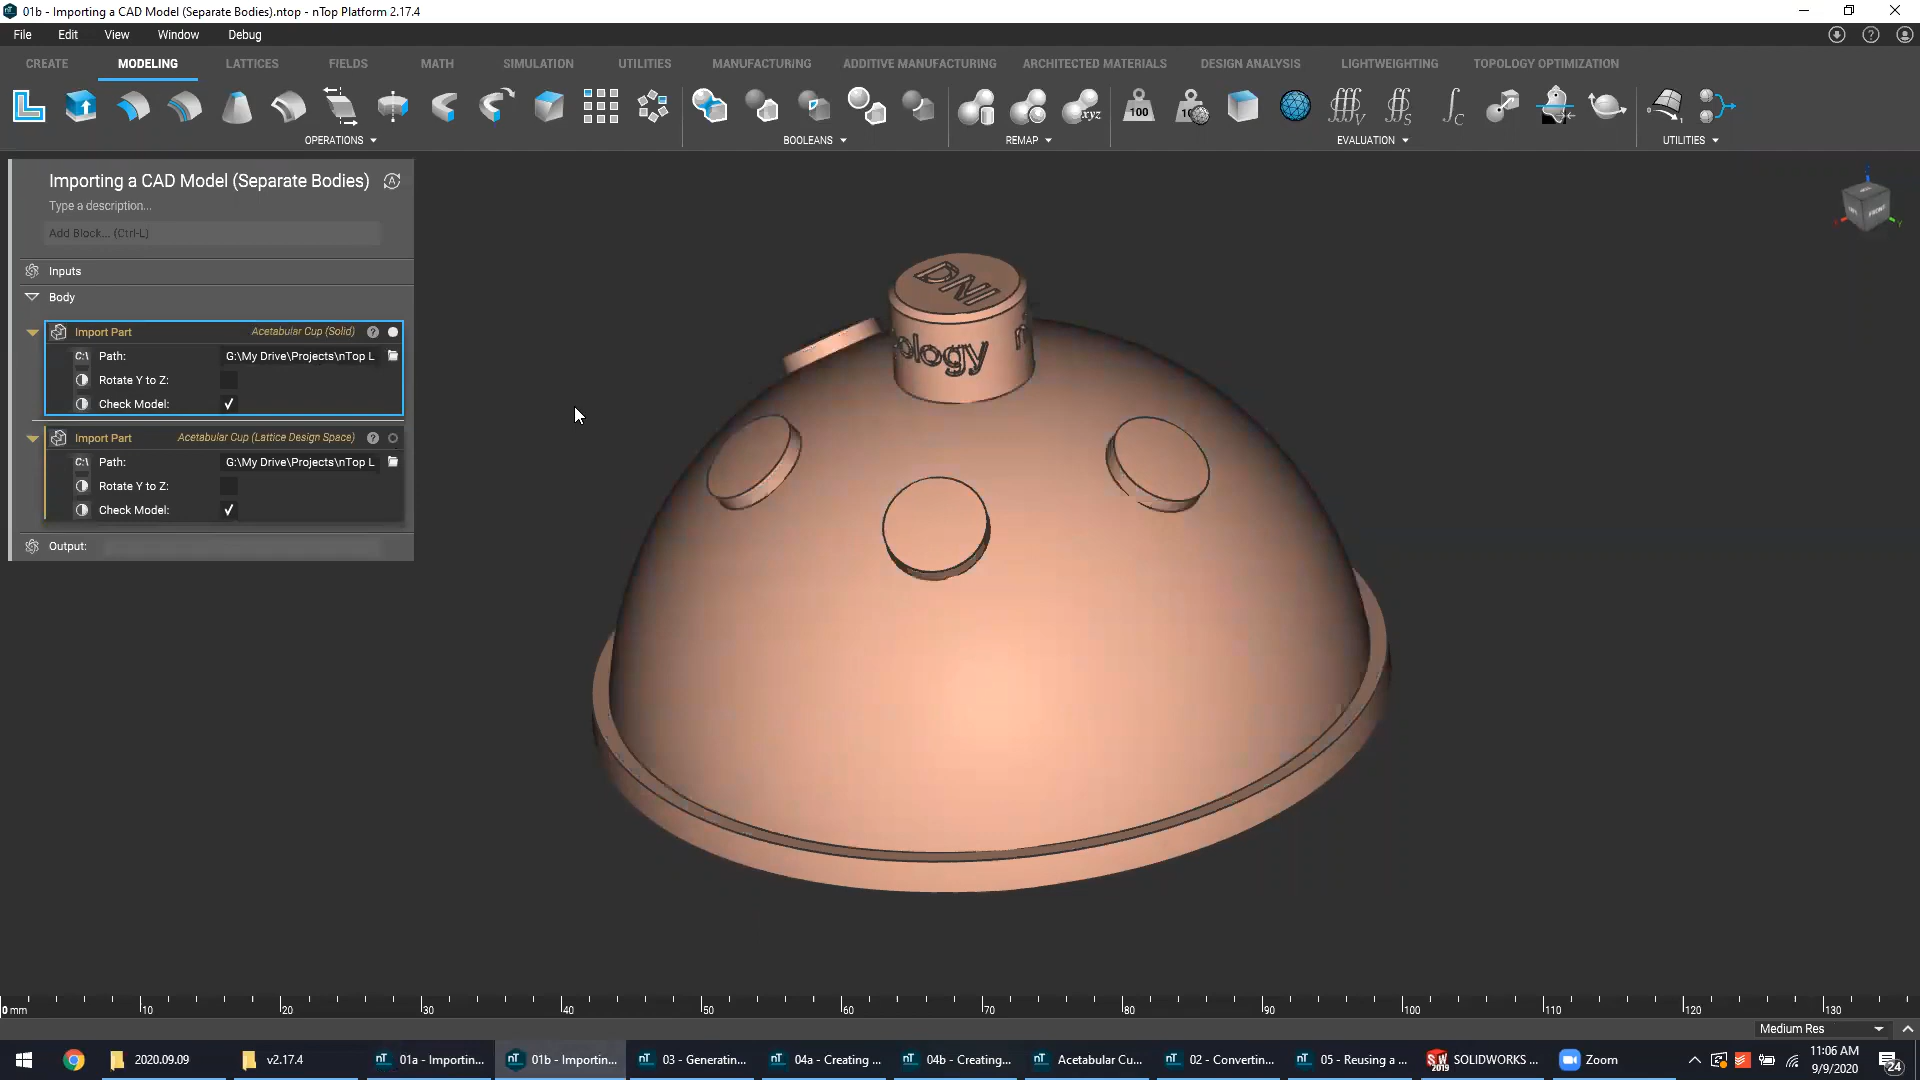 01b - Importing a CAD Model (Separate Bodies).ntop - nTop Platform 2.17.4
File Edit View Window Debug
CREATE MODELING LATTICES FIELDS MATH SIMULATION UTILITIES MANUFACTURING ADDITIVE MANUFACTURING ARCHITECTED MATERIALS DESIGN ANALYSIS LIGHTWEIGHTING TOPOLOGY OPTIMIZATION
OPERATIONS BOOLEANS REMAP EVALUATION UTILITIES
Importing a CAD Model (Separate Bodies)
Type a description...
Add Block... (Ctrl-L)
Inputs
Body
Import Part Acetabular Cup (Solid)
C:\ Path: G:\My Drive\Projects\nTop L
Rotate Y to Z:
Check Model:
Import Part Acetabular Cup (Lattice Design Space)
C:\ Path: G:\My Drive\Projects\nTop L
Rotate Y to Z:
Check Model:
Output:
DNI
ology n
FRONT
0 mm 10 20 30 40 50 60 70 80 90 100 110 120 130
Medium Res
2020.09.09 v2.17.4 01a - Importin... 01b - Importin... 03 - Generatin... 04a - Creating ... 04b - Creating... Acetabular Cu... 02 - Convertin... 05 - Reusing a ... SOLIDWORKS ... Zoom
11:06 AM
9/9/2020
24